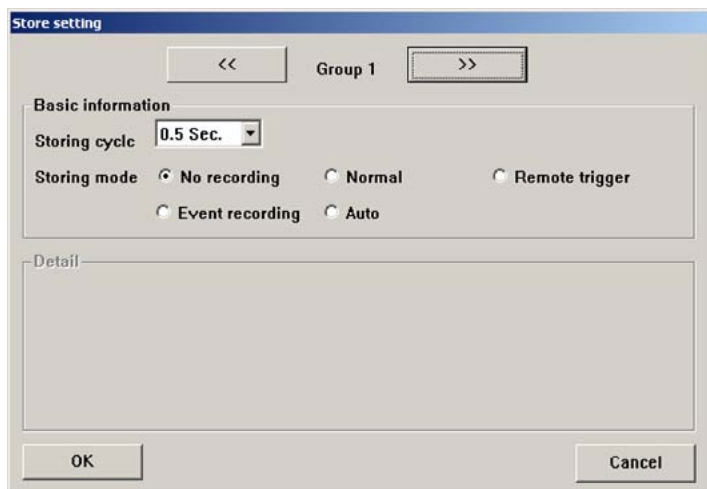 Store setting
<< Group 1 >>
Basic information
Storing cycle 0.5 Sec.
Storing mode No recording Normal Remote trigger
Event recording Auto
Detail
OK Cancel